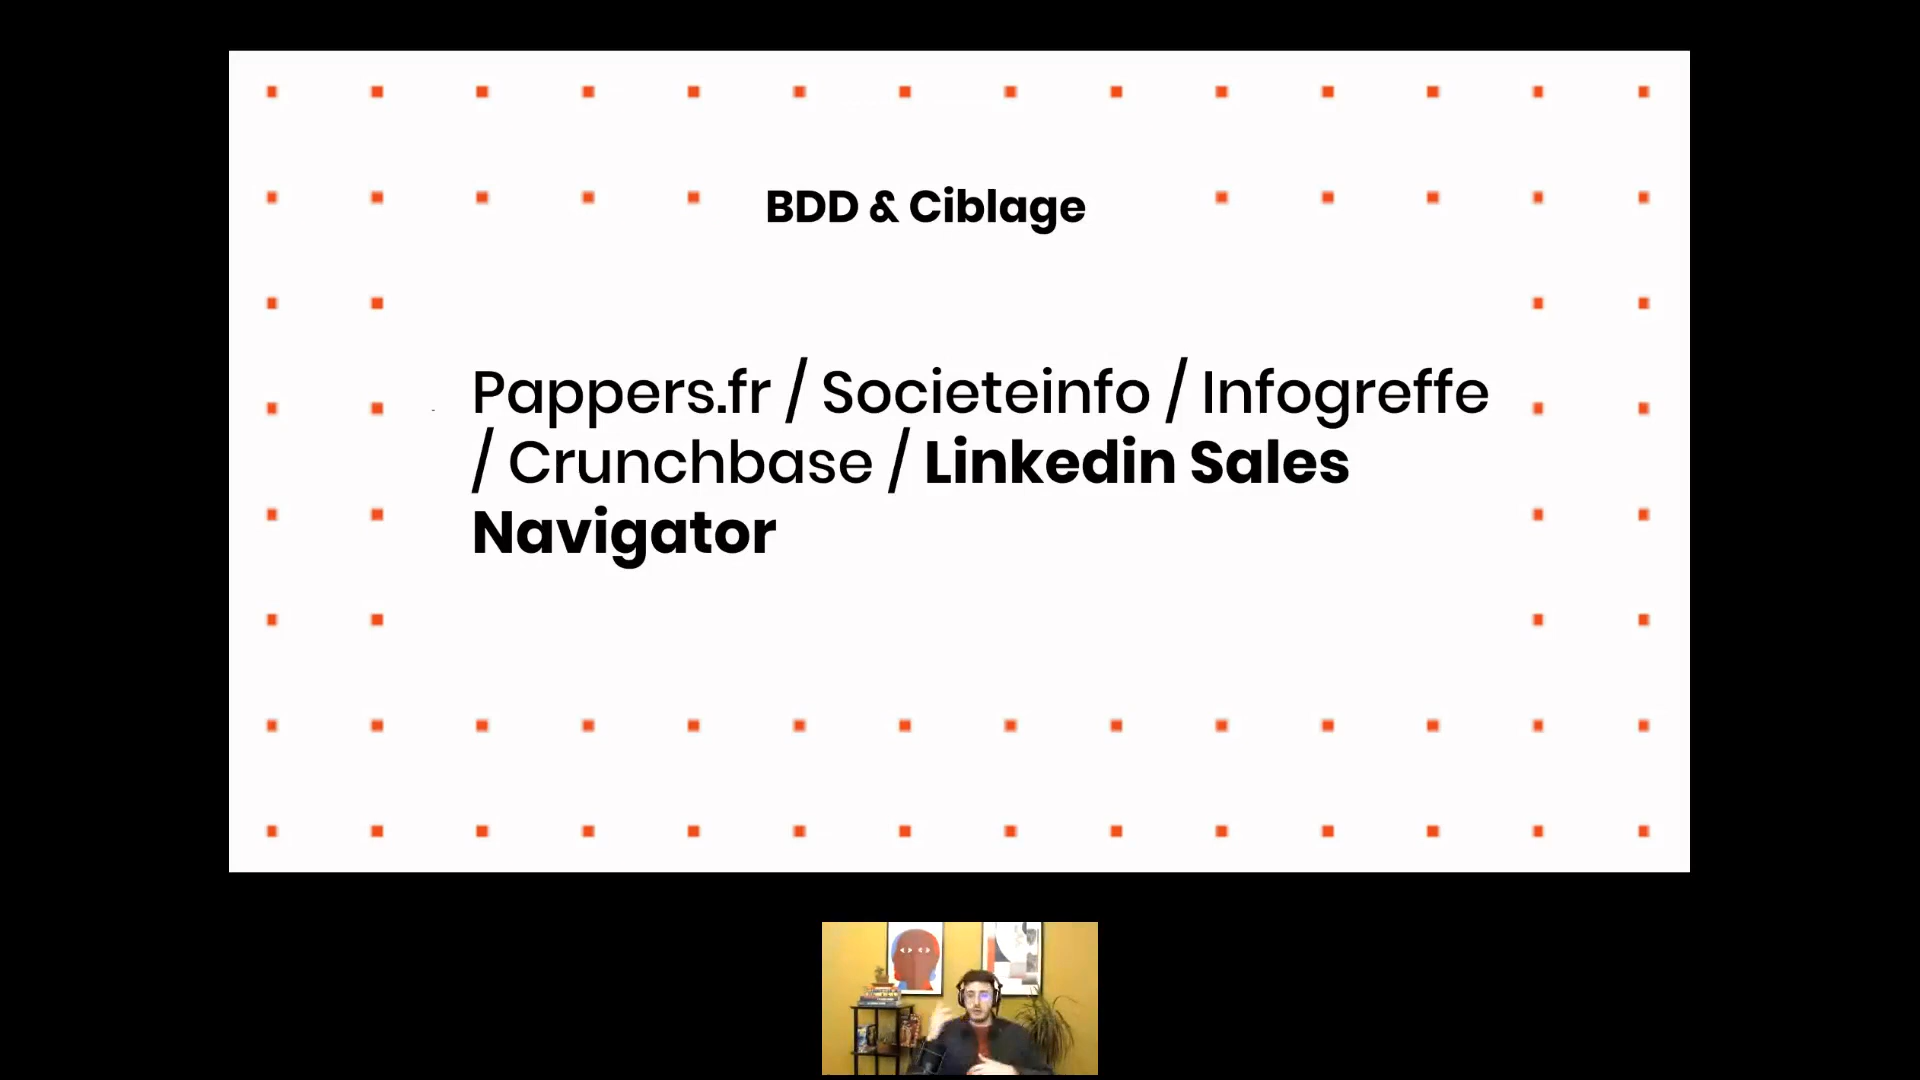 BDD & Ciblage
Pappers.fr / Societeinfo / Infogreffe
/ Crunchbase / Linkedin Sales
Navigator